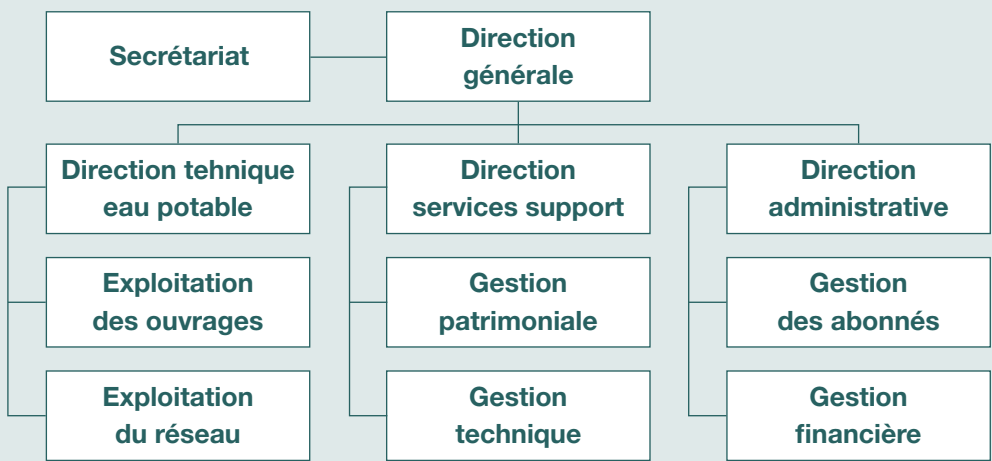 Secrétariat
Direction
générale
Direction tehnique
eau potable
Direction
services support
Direction
administrative
Exploitation
des ouvrages
Gestion
patrimoniale
Gestion
des abonnés
Exploitation
du réseau
Gestion
technique
Gestion
financière